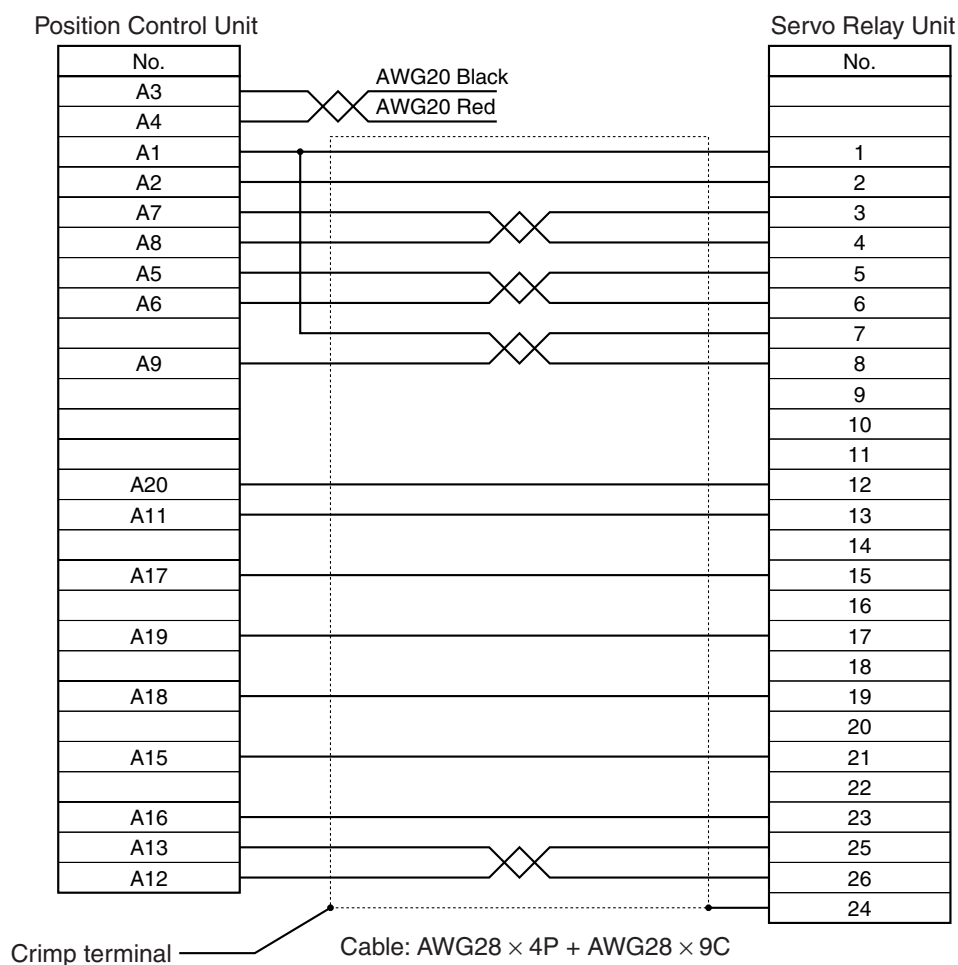 Position Control Unit Servo Relay Unit
No. No.
A3 AWG20 Black
A4 AWG20 Red
A1 1
A2 2
A7 3
A8 4
A5 5
A6 6
7
A9 8
9
10
11
A20 12
A11 13
14
A17 15
16
A19 17
18
A18 19
20
A15 21
22
A16 23
A13 25
A12 26
24
Crimp terminal Cable: AWG28 × 4P + AWG28 × 9C